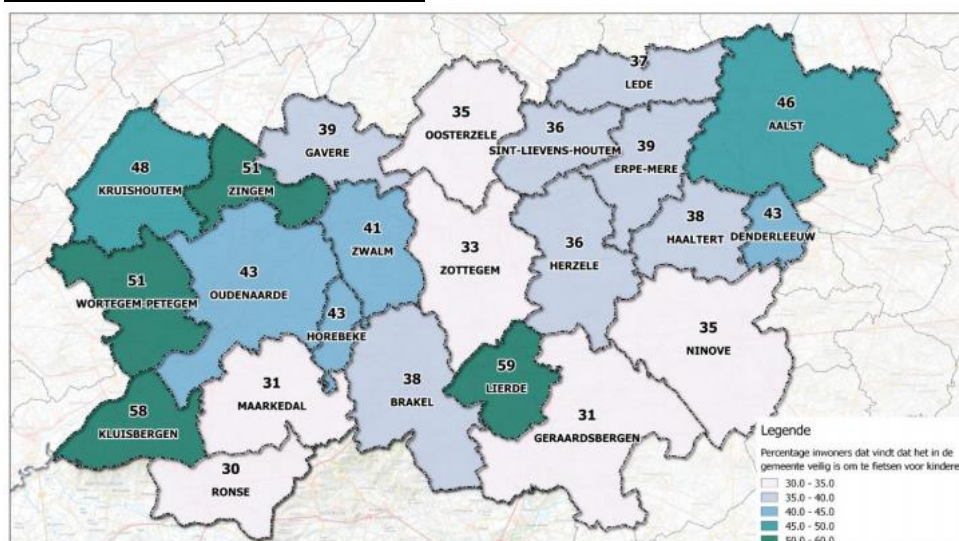 37
LEDE
46
AALST
35
OOSTERZELE
39
GAVERE
36
SINT-LIEVENS-HOUTEM
39
ERPE-MERE
48
KRUISHOUTEM
51
ZINGEM
41
ZWALM
33
ZOTTEGEM
36
HERZELE
38
HAALTERT
43
DENDERLEEUW
51
WORTEGEM-PETEGEM
43
OUDENAARDE
43
HOREBEKE
35
NINOVE
31
MAARKEDAL
38
BRAKEL
59
LIERDE
31
GERAARDSBERGEN
58
KLUISBERGEN
30
RONSE
Legende
Percentage inwoners dat vindt dat het in de
gemeente veilig is om te fietsen voor kindere
30.0 - 35.0
35.0 - 40.0
40.0 - 45.0
45.0 - 50.0
50.0 - 60.0